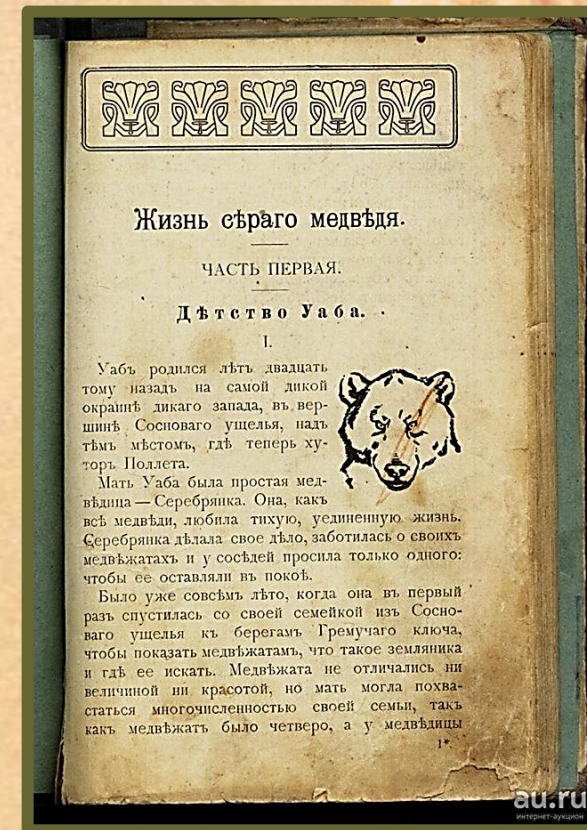 Жизнь сѣраго медвѣдя.
ЧАСТЬ ПЕРВАЯ.
Дѣтство Уаба.
I.
Уабъ родился лѣтъ двадцать
тому назадъ на самой дикой
окраинѣ дикаго запада, въ вер-
шинѣ Сосноваго ущелья, надъ
тѣмъ мѣстомъ, гдѣ теперь ху-
торъ Поллета.
Мать Уаба была простая мед-
вѣдица — Серебрянка. Она, какъ
всѣ медвѣди, любила тихую, уединенную жизнь.
Серебрянка дѣлала свое дѣло, заботилась о своихъ
медвѣжатахъ и у сосѣдей просила только одного:
чтобы ее оставляли въ покоѣ.
Было уже совсѣмъ лѣто, когда она въ первый
разъ спустилась со своей семейкой изъ Сосно-
ваго ущелья къ берегамъ Гремучаго ключа,
чтобы показать медвѣжатамъ, что такое земляника
и гдѣ ее искать. Медвѣжата не отличались ни
величиной ни красотой, но мать могла похва-
статься многочисленностью своей семьи, такъ
какъ медвѣжатъ было четверо, а у медвѣдицы
1*
au.ru
интернет-аукцион